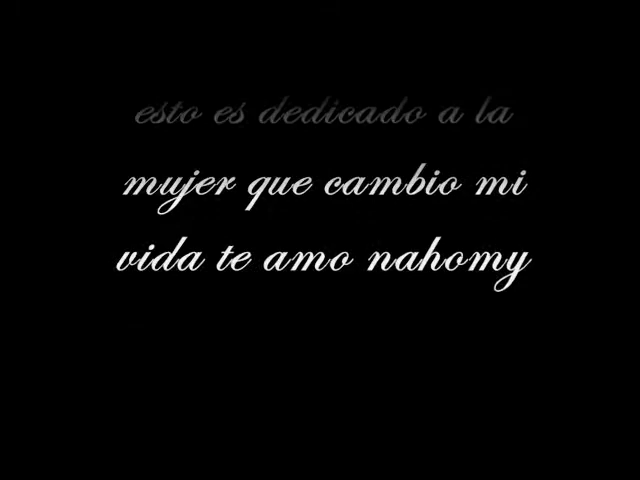 esto es dedicado a la
mujer que cambio mi
vida te amo nahomy